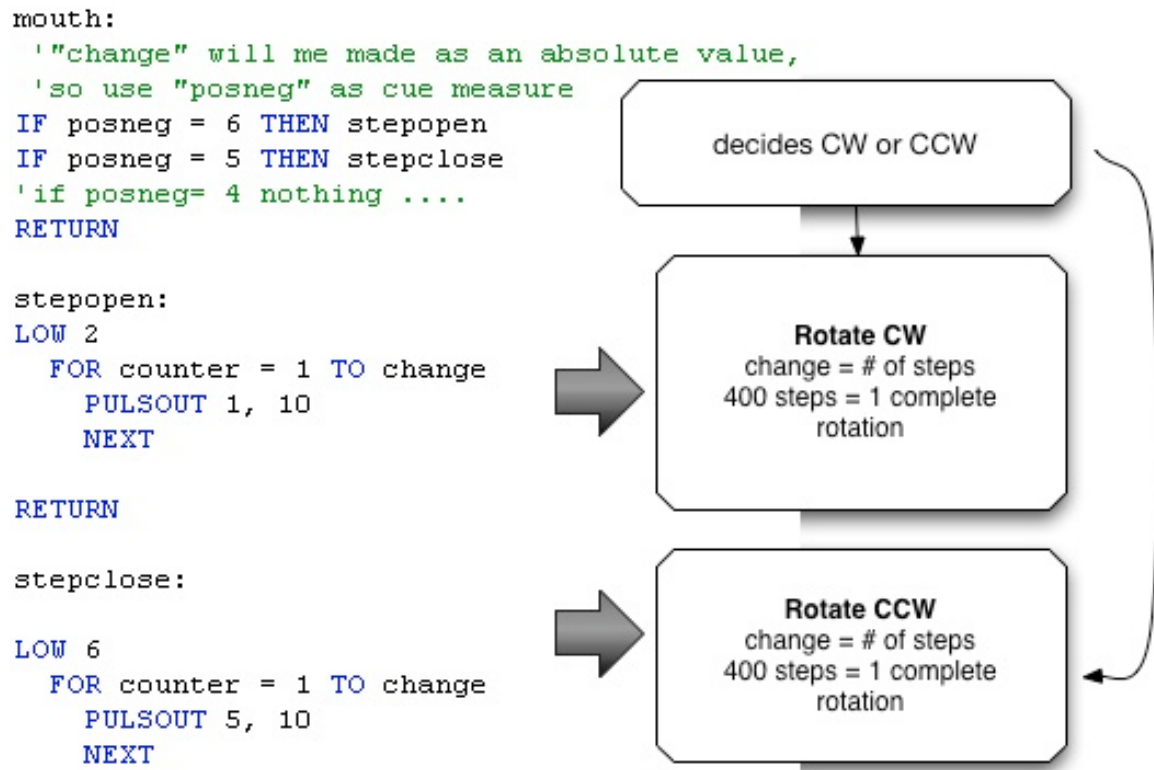 mouth:
'"change" will me made as an absolute value,
'so use "posneg" as cue measure
IF posneg = 6 THEN stepopen
IF posneg = 5 THEN stepclose
'if posneg= 4 nothing ....
RETURN
stepopen:
LOW 2
FOR counter = 1 TO change
PULSOUT 1, 10
NEXT
RETURN
stepclose:
LOW 6
FOR counter = 1 TO change
PULSOUT 5, 10
NEXT
decides CW or CCW
Rotate CW
change = # of steps
400 steps = 1 complete
rotation
Rotate CCW
change = # of steps
400 steps = 1 complete
rotation